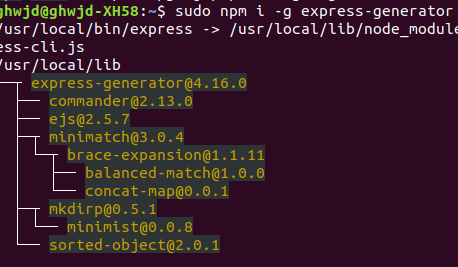 ghwjd@ghwjd-XH58:~$ sudo npm i -g express-generator
/usr/local/bin/express -> /usr/local/lib/node_module
ess-cli.js
/usr/local/lib
express-generator@4.16.0
commander@2.13.0
ejs@2.5.7
minimatch@3.0.4
brace-expansion@1.1.11
balanced-match@1.0.0
concat-map@0.0.1
mkdirp@0.5.1
minimist@0.0.8
sorted-object@2.0.1